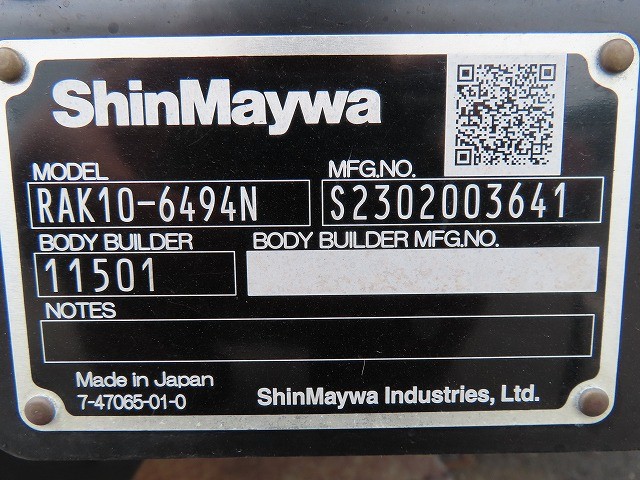 ShinMaywa
MODEL MFG.NO.
RAK10-6494N S2302003641
BODY BUILDER BODY BUILDER MFG.NO.
11501
NOTES
Made in Japan
7-47065-01-0 ShinMaywa Industries, Ltd.